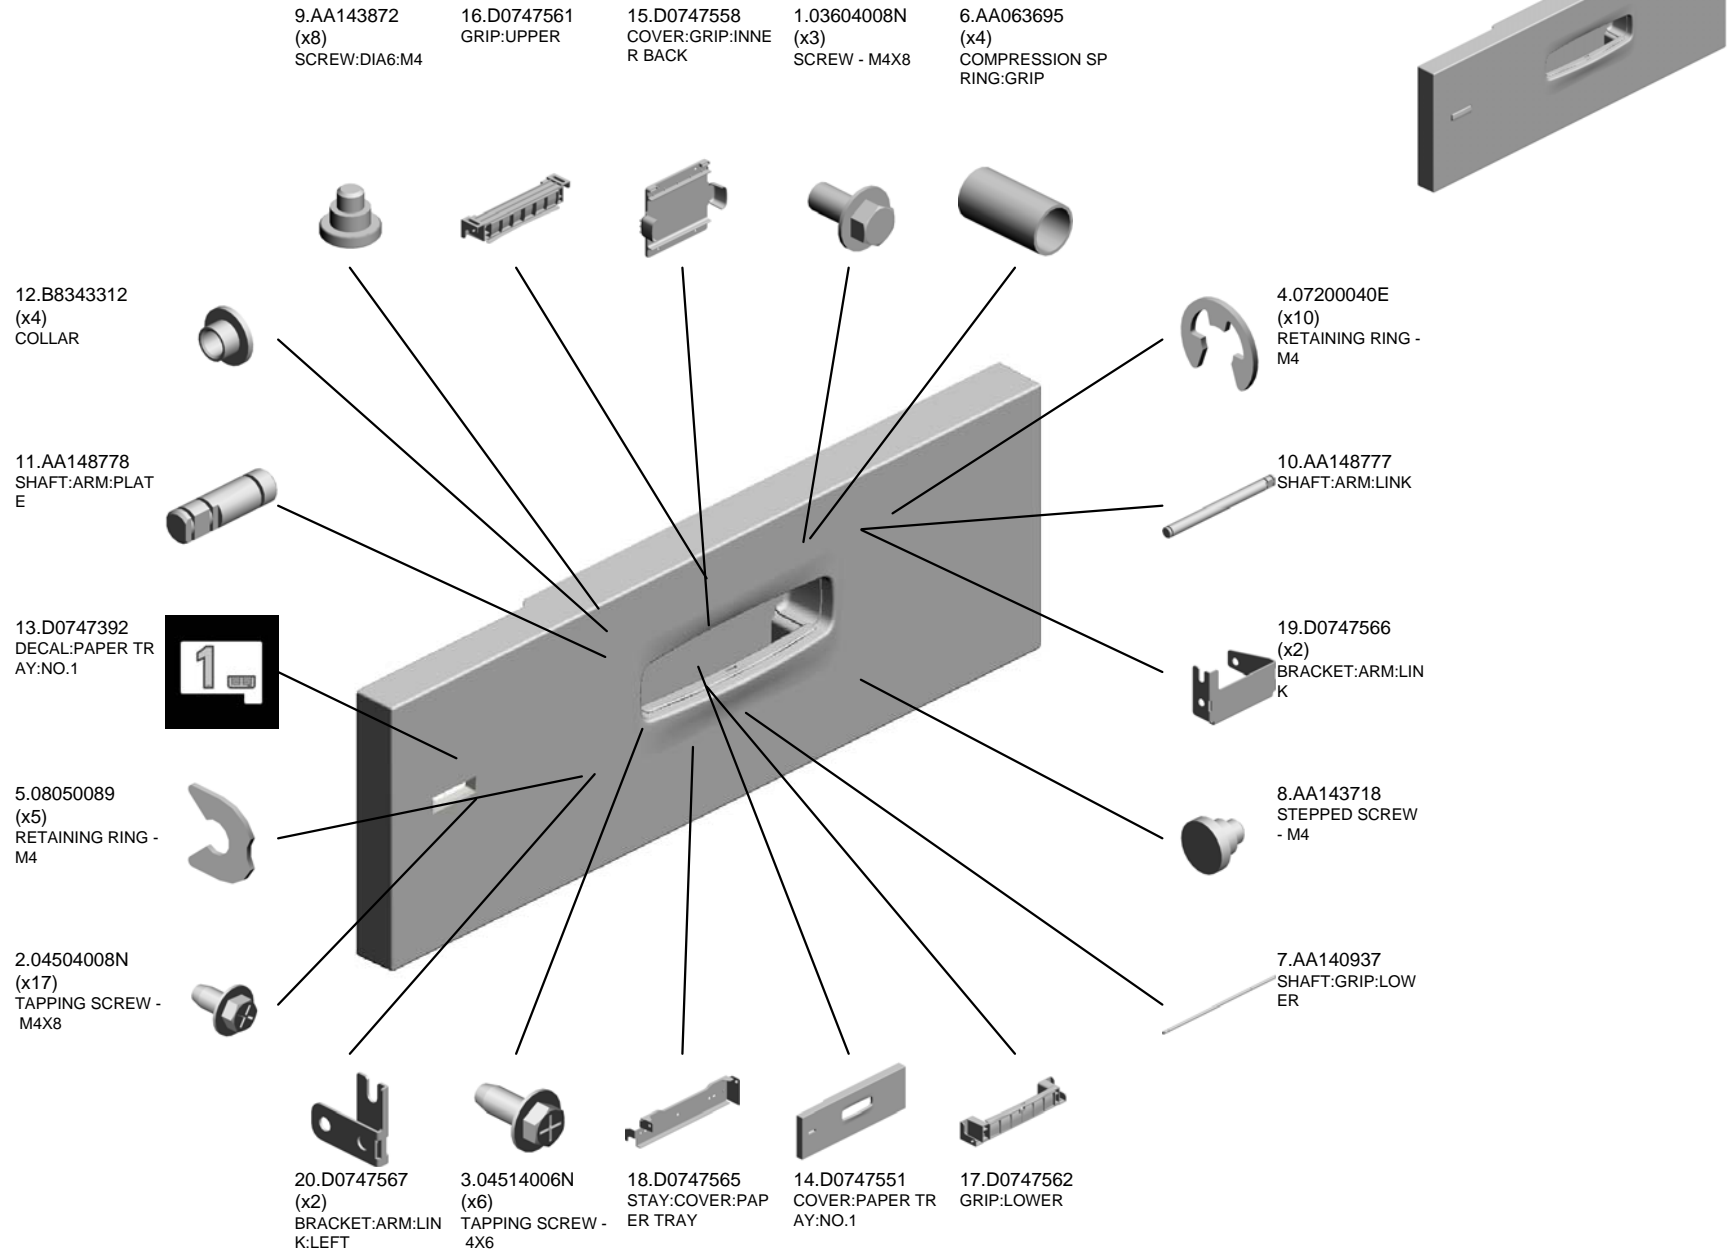 9.AA143872
(x8)
SCREW:DIA6:M4
16.D0747561
GRIP:UPPER
15.D0747558
COVER:GRIP:INNE
R BACK
1.03604008N
(x3)
SCREW - M4X8
6.AA063695
(x4)
COMPRESSION SP
RING:GRIP
12.B8343312
(x4)
COLLAR
4.07200040E
(x10)
RETAINING RING -
M4
11.AA148778
SHAFT:ARM:PLAT
E
10.AA148777
SHAFT:ARM:LINK
13.D0747392
DECAL:PAPER TR
AY:NO.1
1
19.D0747566
(x2)
BRACKET:ARM:LIN
K
5.08050089
(x5)
RETAINING RING -
M4
8.AA143718
STEPPED SCREW
- M4
2.04504008N
(x17)
TAPPING SCREW -
M4X8
7.AA140937
SHAFT:GRIP:LOW
ER
20.D0747567
(x2)
BRACKET:ARM:LIN
K:LEFT
3.04514006N
(x6)
TAPPING SCREW -
4X6
18.D0747565
STAY:COVER:PAP
ER TRAY
14.D0747551
COVER:PAPER TR
AY:NO.1
17.D0747562
GRIP:LOWER